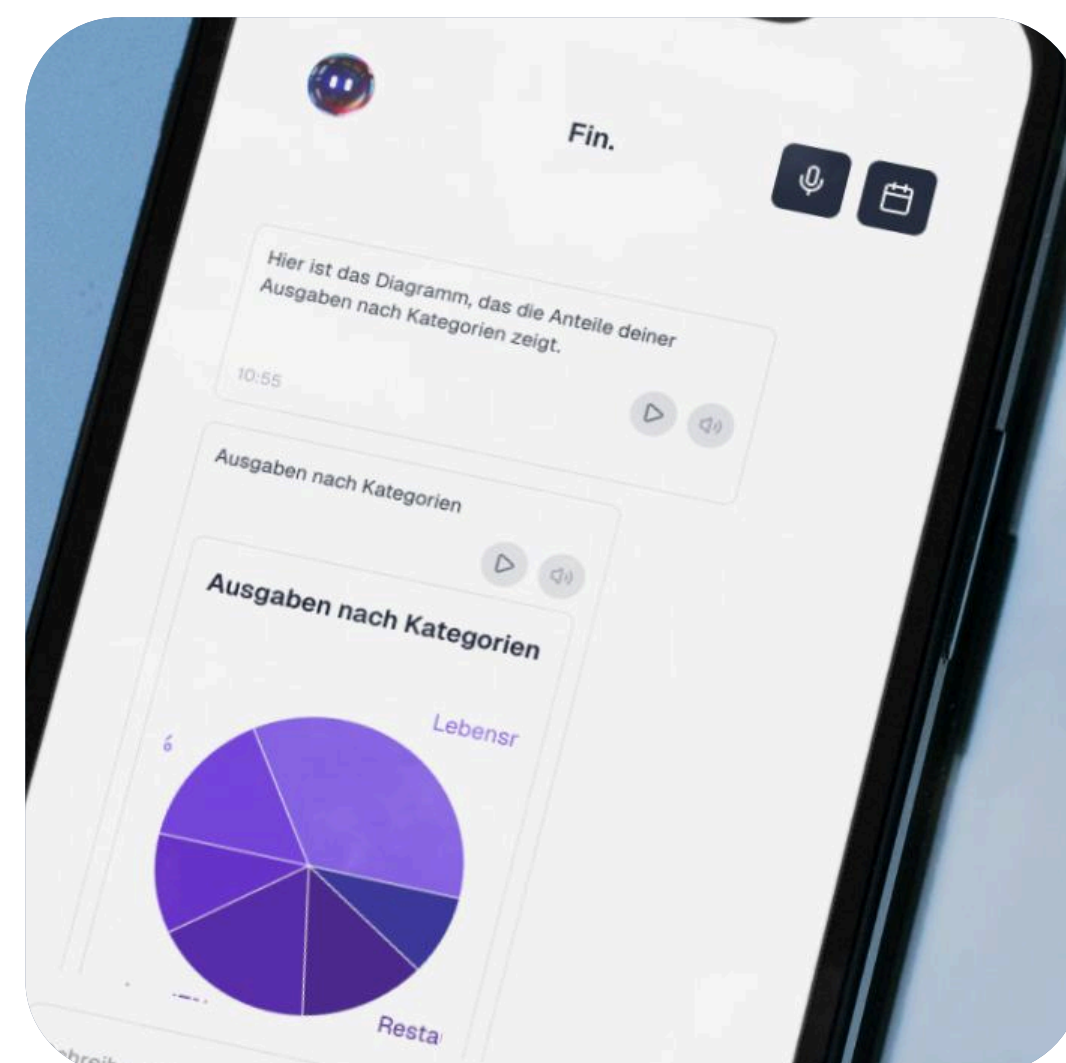 Fin.
Hier ist das Diagramm, das die Anteile deiner
Ausgaben nach Kategorien zeigt.
10:55
Ausgaben nach Kategorien
Ausgaben nach Kategorien
Lebensr
6
Resta